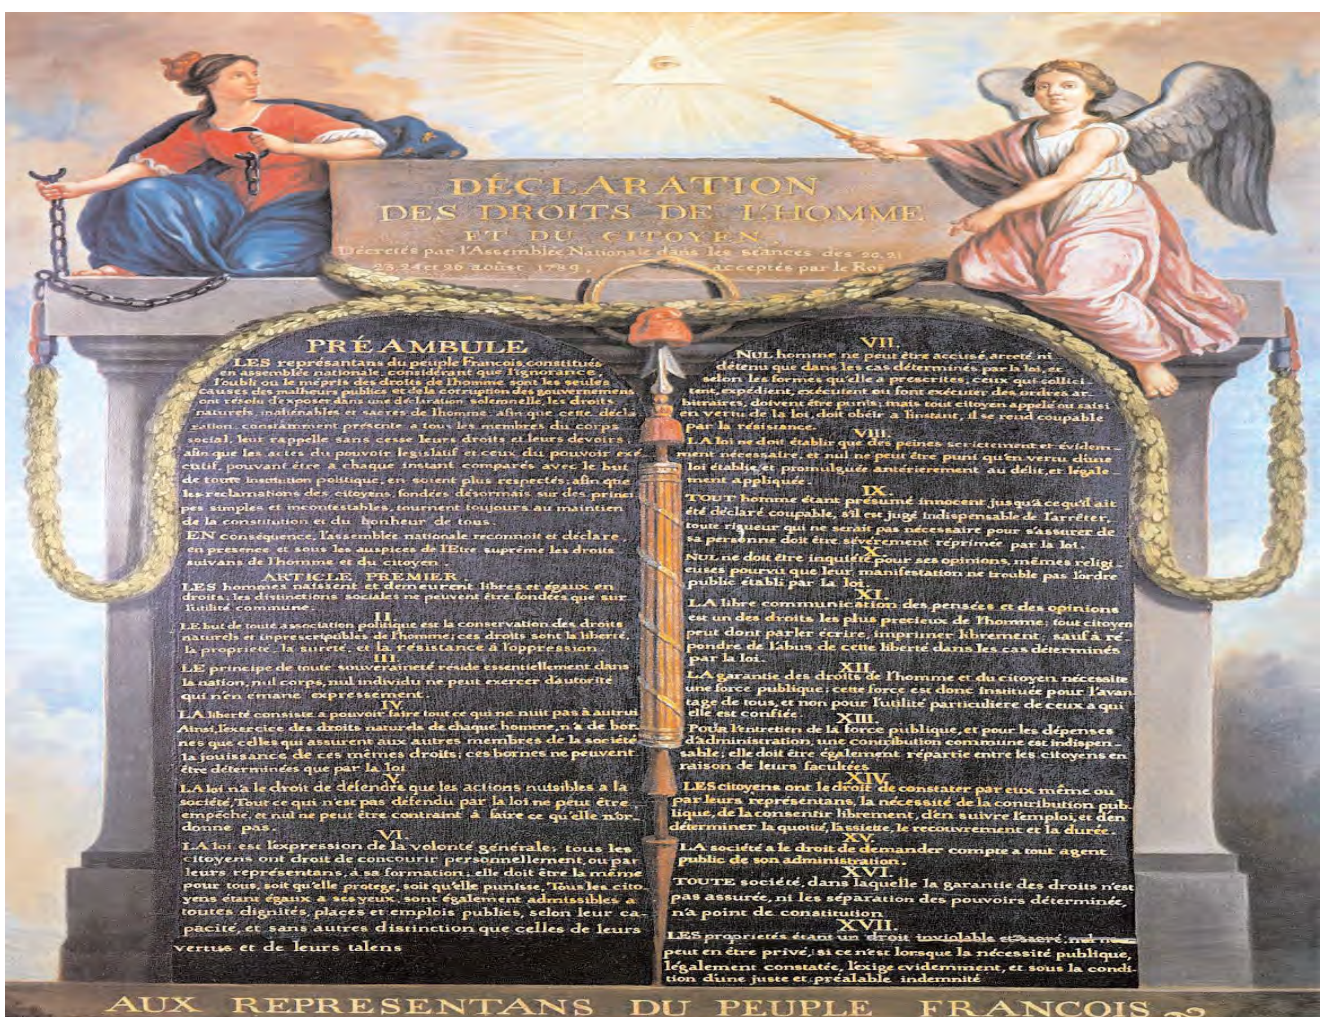 DÉCLARATION
DES DROITS DE L'HOMME
ET DU CITOYEN,
Décretés par l'Assemblée Nationale dans les séances des 20, 21
23, 24 et 26 août 1789, acceptés par le Roi
PRÉAMBULE
LES représantans du peuple Francois, constitués
en assemblée nationale, considérant que l'ignorance,
l'oubli ou le mépris des droits de l'homme sont les seules
causes des malheurs publics et de la corruption des gouvernemens
ont résolu d'exposer dans une déclaration solemnelle, les droits
naturels, inaliénables et sacrés de l'homme, afin que cette décla
ration, constamment présente a tous les membres du corps
social, leur rappelle sans cesse leurs droits et leurs devoirs
afin que les actes du pouvoir législatif et ceux du pouvoir exé
cutif, pouvant être a chaque instant comparés avec le but
de toute institution politique, en soient plus respectés, afin que
les reclamations des citoyens, fondées désormais sur des princi
pes simples et incontestables, tournent toujours au maintien
de la constitution et du bonheur de tous.
EN conséquence, l'assemblée nationale reconnoit et déclare
en presence et sous les auspices de l'Etre suprême les droits
suivans de l'homme et du citoyen.
ARTICLE PREMIER
LES hommes naissent et demeurent libres et égaux en
droits, les distinctions sociales ne peuvent être fondées que sur
l'utilité commune.
II.
LE but de toute association politique est la conservation des droits
naturels et inprescriptibles de l'homme; ces droits sont la liberté,
la propriete, la sureté, et la résistance à l'oppression.
III.
LE principe de toute souveraineté réside essentiellement dans
la nation, nul corps, nul individu ne peut exercer d'autorité
qui n'en émane expressement.
IV.
LA liberté consiste a pouvoir faire tout ce qui ne nuit pas à autrui
Ainsi, l'exercice des droits naturels de chaque homme, n'a de bor-
nes que celles qui assurent aux autres membres de la société
la jouissance de ces mêmes droits; ces bornes ne peuvent
être déterminées que par la loi
V.
LA loi n'a le droit de défendre que les actions nuisibles a la
société, Tout ce qui n'est pas défendu par la loi ne peut être
empêché, et nul ne peut être contraint à faire ce qu'elle n'or-
donne pas.
VI.
LA loi est l'expression de la volonté générale; tous les
citoyens ont droit de concourir personnellement, ou par
leurs représentans, à sa formation; elle doit être la même
pour tous, soit qu'elle protege, soit qu'elle punisse, Tous les cito
yens étant égaux à ses yeux, sont également admissibles a
toutes dignités, places et emplois publics, selon leur ca-
pacité, et sans autres distinction que celles de leurs
vertus et de leurs talens
VII.
NUL homme ne peut être accusé, arreté ni
détenu que dans les cas déterminés par la loi, et
selon les formes qu'elle a prescrites, ceux qui sollici-
tent, expédient, exécutent ou font exécuter des ordres ar-
bitraires, doivent être punis; mais tout citoyen appelé ou saisi
en vertu de la loi, doit obéir a l'instant, il se rend coupable
par la résistance.
VIII.
LA loi ne doit établir que des peines strictement et évidem-
ment nécessaire, et nul ne peut être puni qu'en vertu d'une
loi établie et promulguée antérierement au délit, et légale
ment appliquée.
IX.
TOUT homme étant présumé innocent jusqu'à ce qu'il ait
été déclaré coupable, s'il est jugé indispensable de l'arrêter,
toute rigueur qui ne serait pas nécessaire pour s'assurer de
sa personne doit être sévèrement réprimée par la loi.
X.
NUL ne doit être inquiété pour ses opinions, mêmes religi-
euses pourvu que leur manifestation ne trouble pas l'ordre
public établi par la loi.
XI.
LA libre communication des pensées et des opinions
est un des droits les plus precieux de l'homme; tout citoyen
peut dont parler écrire, imprimer librement; sauf à ré-
pondre de l'abus de cette liberté dans les cas déterminés
par la loi.
XII.
LA garantie des droits de l'homme et du citoyen nécessite
une force publique; cette force est donc instituée pour l'avan-
tage de tous, et non pour l'utilité particuliere de ceux a qui
elle est confiée.
XIII.
POUR l'entretien de la force publique, et pour les dépenses
d'administration, une contribution commune est indispen-
sable; elle doit être également répartie entre les citoyens en
raison de leurs facultées
XIV.
LES citoyens ont le droit de constater par eux même ou
par leurs représentans, la nécessité de la contribution pub-
lique, de la consentir librement, d'en suivre l'emploi, et d'en
déterminer la quotité, l'assiette, le recouvrement et la durée.
XV.
LA société a le droit de demander compte a tout agent
public de son administration.
XVI.
TOUTE société, dans laquelle la garantie des droits n'est
pas assurée, ni les séparation des pouvoirs déterminée,
n'a point de constitution
XVII.
LES propriétés étant un droit inviolable et sacré, nul ne
peut en être privé, si ce n'est lorsque la nécessité publique,
légalement constatée, l'exige evidemment, et sous la condi-
tion d'une juste et préalable indemnité
AUX REPRESENTANS DU PEUPLE FRANCOIS